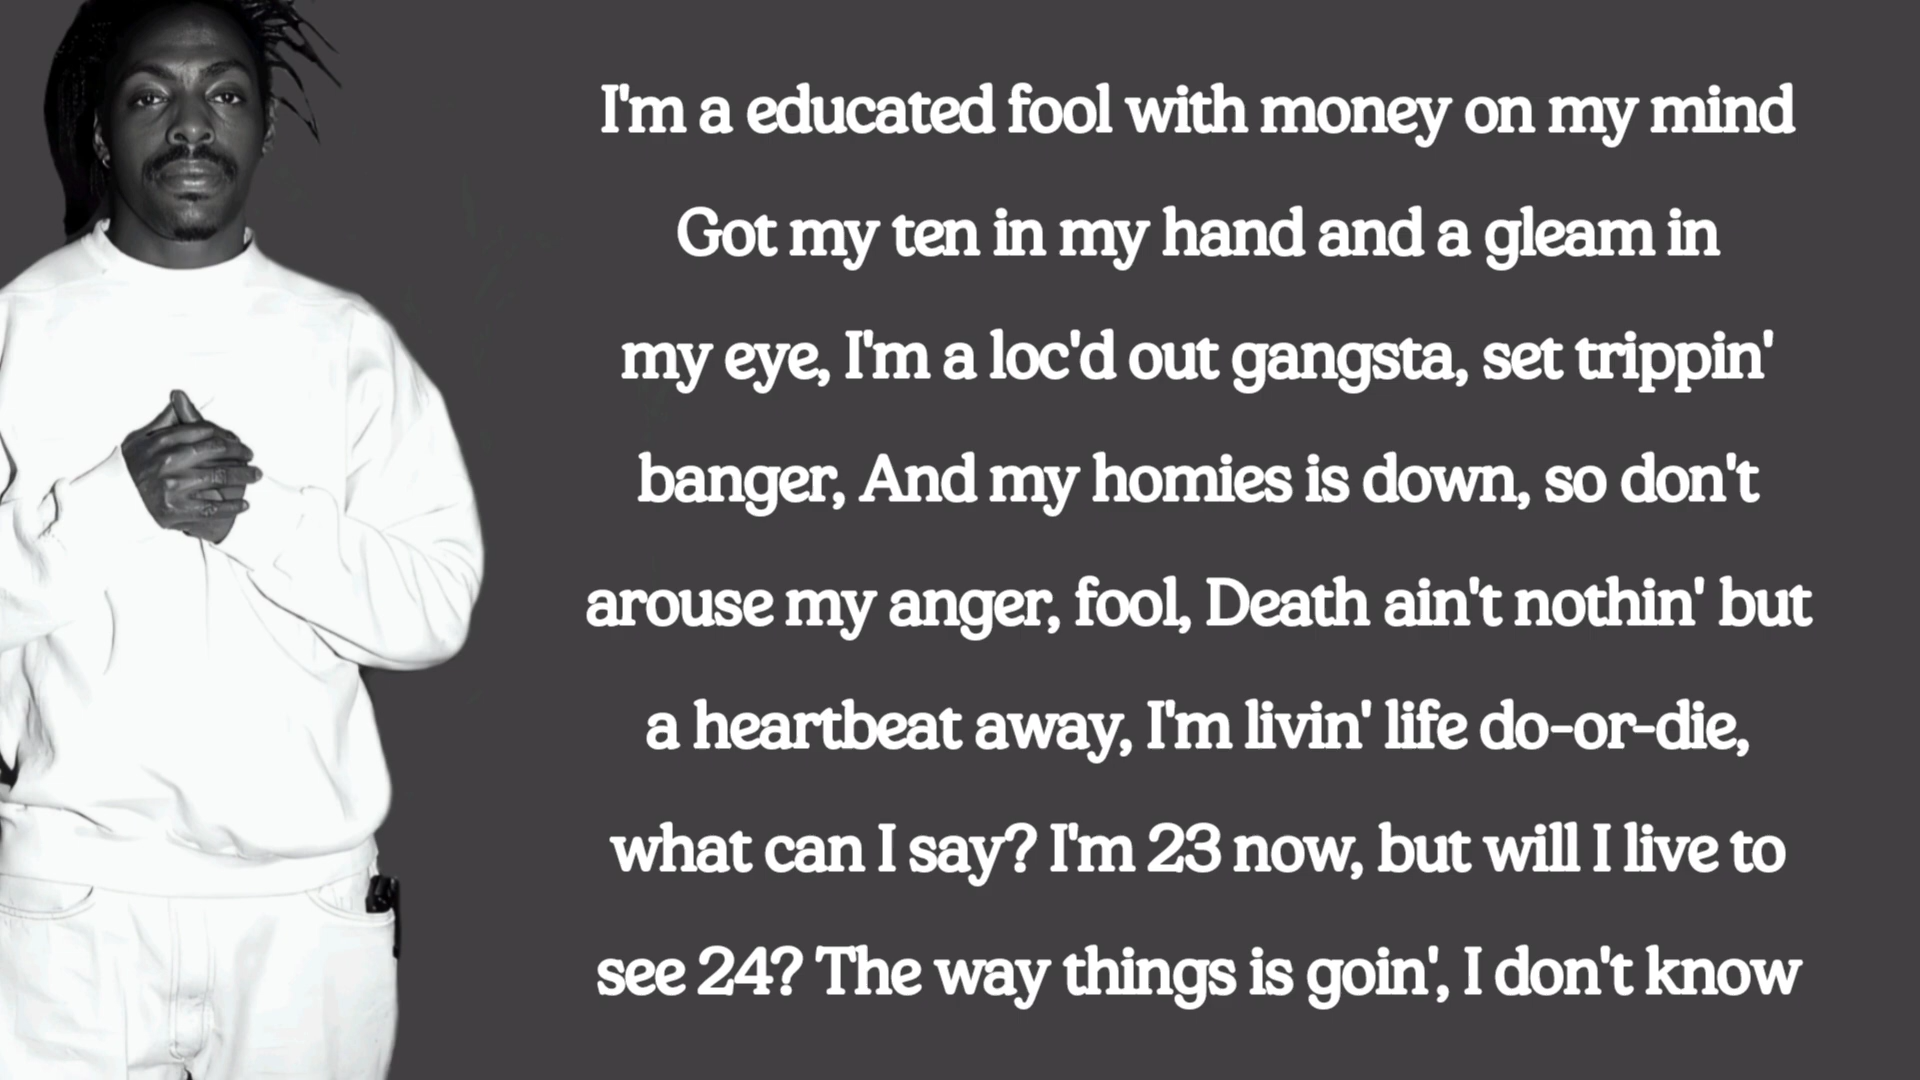 I'm a educated fool with money on my mind
Got my ten in my hand and a gleam in
my eye, I'm a loc'd out gangsta, set trippin'
banger, And my homies is down, so don't
arouse my anger, fool, Death ain't nothin' but
a heartbeat away, I'm livin' life do-or-die,
what can I say? I'm 23 now, but will I live to
see 24? The way things is goin', I don't know